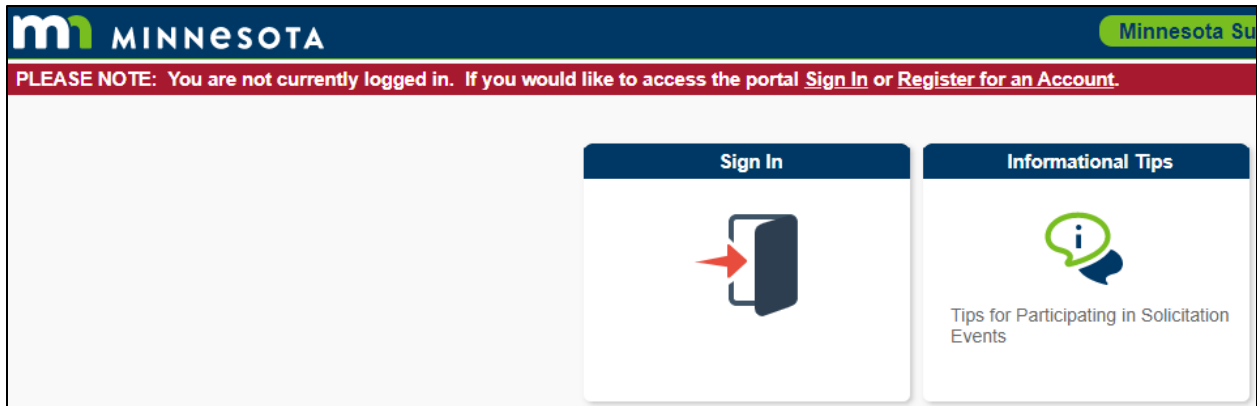 mn MINNESOTA
Minnesota Su
PLEASE NOTE: You are not currently logged in. If you would like to access the portal Sign In or Register for an Account.
Sign In
Informational Tips
i
Tips for Participating in Solicitation
Events